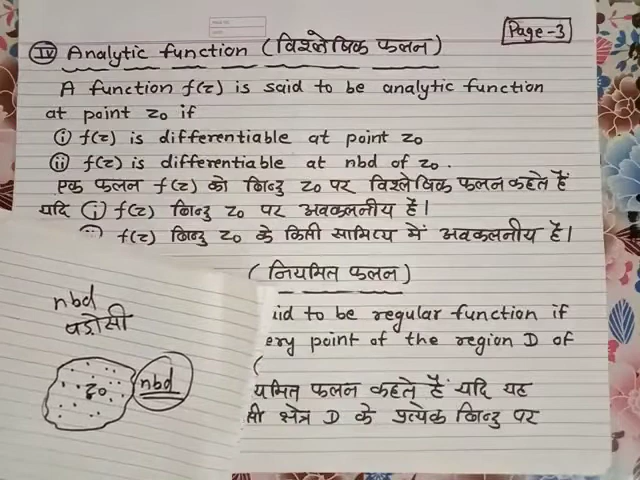 Page-3
IV Analytic function (विश्लेषिक फलन)
A function f(z) is said to be analytic function
at point z0 if
i f(z) is differentiable at point z0
ii f(z) is differentiable at nbd of z0.
एक फलन f(z) को बिन्दु z0 पर विश्लेषिक फलन कहते हैं
यदि i f(z) बिन्दु z0 पर अवकलनीय है।
f(z) बिन्दु z0 के किसी सामिप्य में अवकलनीय है।
(नियमित फलन)
to be regular function if
point of the region D of
फलन कहते हैं यदि यह
क्षेत्र D के प्रत्येक बिन्दु पर
nbd
पड़ोसी
z0
nbd